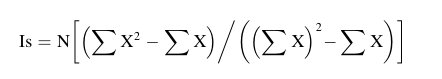 Is = N[(∑X² − ∑X)/((∑X)² − ∑X)]